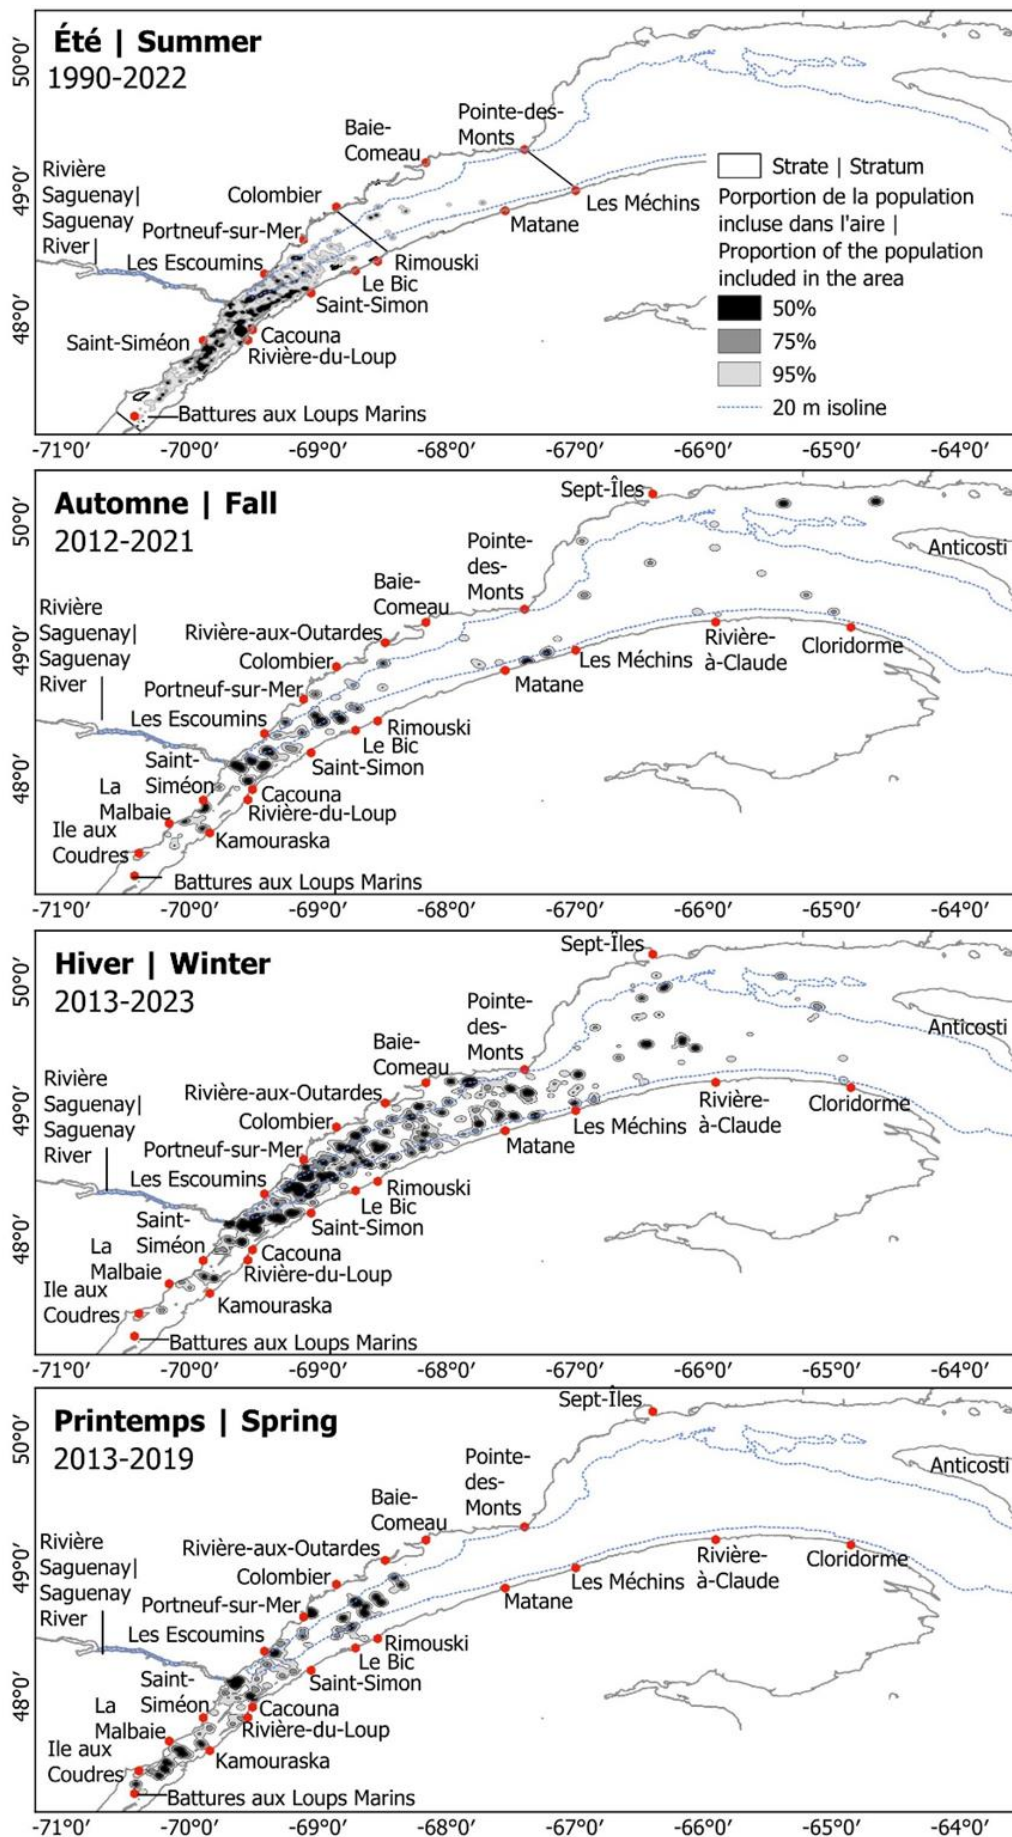 Été | Summer
1990-2022
Pointe-des-
Monts
Baie-
Comeau
Rivière
Saguenay|
Saguenay
River
Colombier
Portneuf-sur-Mer
Les Escoumins
Saint-Siméon
Les Méchins
Matane
Rimouski
Le Bic
Saint-Simon
Cacouna
Rivière-du-Loup
Battures aux Loups Marins
Strate | Stratum
Porportion de la population
incluse dans l'aire |
Proportion of the population
included in the area
50%
75%
95%
20 m isoline
50°0'
49°0'
48°0'
-71°0' -70°0' -69°0' -68°0' -67°0' -66°0' -65°0' -64°0'
Automne | Fall
2012-2021
Sept-Îles
Anticosti
Pointe-
des-
Monts
Baie-
Comeau
Rivière
Saguenay|
Saguenay
River
Rivière-aux-Outardes
Colombier
Portneuf-sur-Mer
Les Escoumins
Saint-
Siméon
La
Malbaie
Ile aux
Coudres
Les Méchins
Matane
Rivière-
à-Claude
Cloridorme
Rimouski
Le Bic
Saint-Simon
Cacouna
Rivière-du-Loup
Kamouraska
Battures aux Loups Marins
50°0'
49°0'
48°0'
-71°0' -70°0' -69°0' -68°0' -67°0' -66°0' -65°0' -64°0'
Hiver | Winter
2013-2023
Sept-Îles
Anticosti
Pointe-
des-
Monts
Baie-
Comeau
Rivière
Saguenay|
Saguenay
River
Rivière-aux-Outardes
Colombier
Portneuf-sur-Mer
Les Escoumins
Saint-
Siméon
La
Malbaie
Ile aux
Coudres
Les Méchins
Matane
Rivière-
à-Claude
Cloridorme
Rimouski
Le Bic
Saint-Simon
Cacouna
Rivière-du-Loup
Kamouraska
Battures aux Loups Marins
50°0'
49°0'
48°0'
-71°0' -70°0' -69°0' -68°0' -67°0' -66°0' -65°0' -64°0'
Printemps | Spring
2013-2019
Sept-Îles
Anticosti
Pointe-
des-
Monts
Baie-
Comeau
Rivière
Saguenay|
Saguenay
River
Rivière-aux-Outardes
Colombier
Portneuf-sur-Mer
Les Escoumins
Saint-
Siméon
La
Malbaie
Ile aux
Coudres
Les Méchins
Matane
Rivière-
à-Claude
Cloridorme
Rimouski
Le Bic
Saint-Simon
Cacouna
Rivière-du-Loup
Kamouraska
Battures aux Loups Marins
50°0'
49°0'
48°0'
-71°0' -70°0' -69°0' -68°0' -67°0' -66°0' -65°0' -64°0'